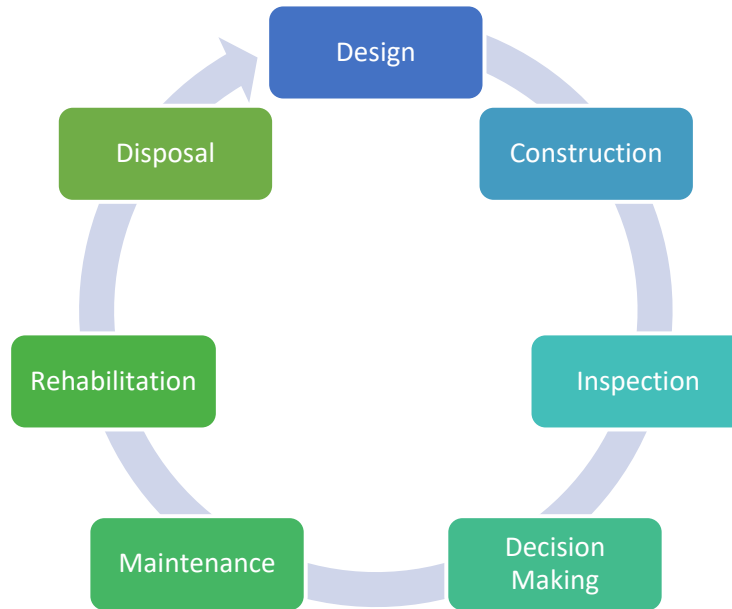 Design
Construction
Inspection
Decision
Making
Maintenance
Rehabilitation
Disposal